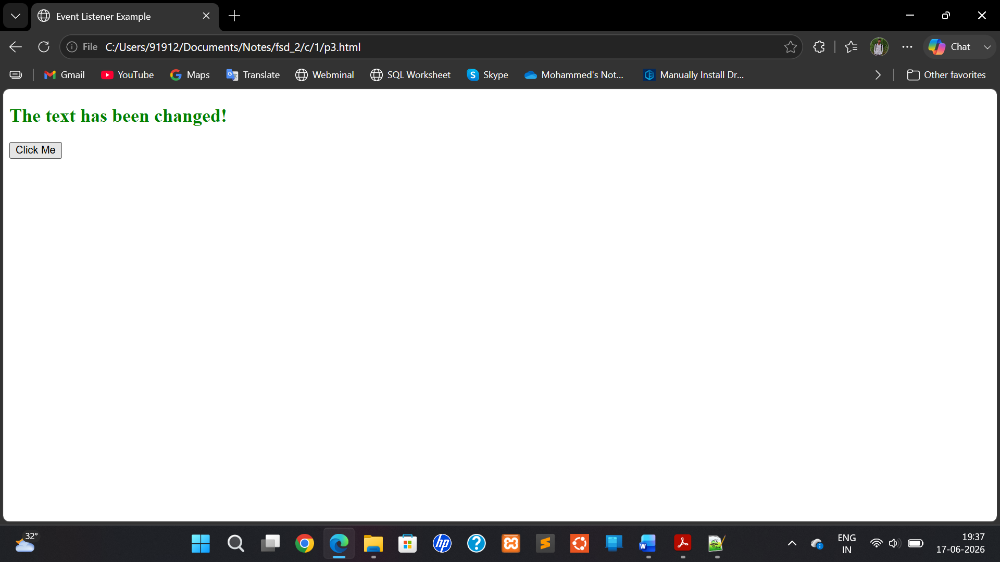 Event Listener Example
File C:/Users/91912/Documents/Notes/fsd_2/c/1/p3.html
Chat
Gmail YouTube Maps Translate Webminal SQL Worksheet Skype Mohammed's Not... Manually Install Dr... Other favorites
The text has been changed!
Click Me
32°
ENG
IN
19:37
17-06-2026